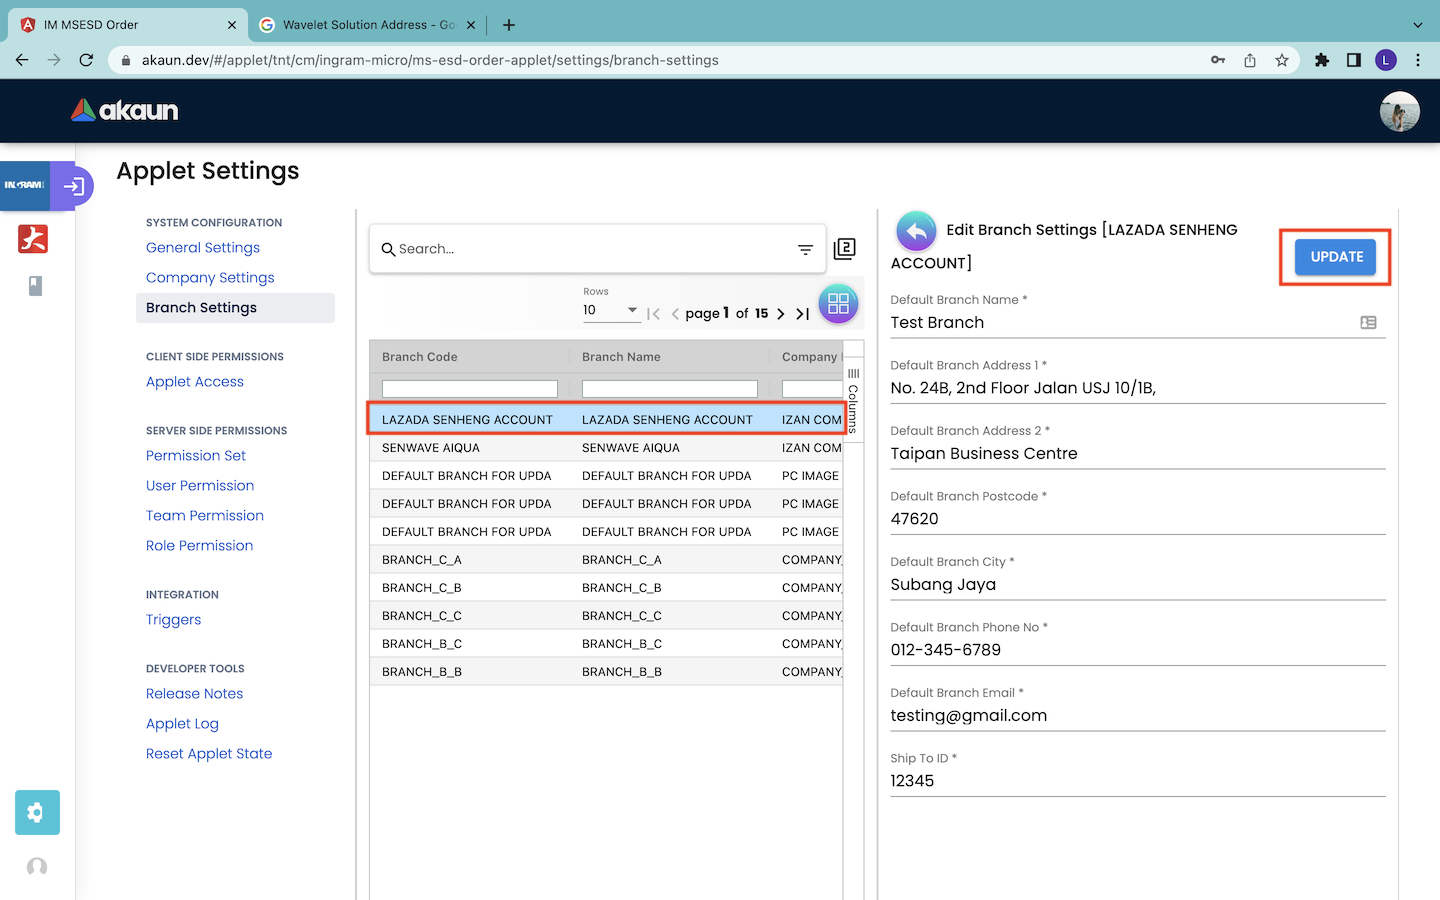 IM MSESD Order
Wavelet Solution Address - Go
akaun.dev/#/applet/tnt/cm/ingram-micro/ms-esd-order-applet/settings/branch-settings
L
akaun
INGRAM
Applet Settings
SYSTEM CONFIGURATION
General Settings
Company Settings
Branch Settings
CLIENT SIDE PERMISSIONS
Applet Access
SERVER SIDE PERMISSIONS
Permission Set
User Permission
Team Permission
Role Permission
INTEGRATION
Triggers
DEVELOPER TOOLS
Release Notes
Applet Log
Reset Applet State
Search...
2
Rows
10
page 1 of 15
Branch Code Branch Name Company
Columns
LAZADA SENHENG ACCOUNT LAZADA SENHENG ACCOUNT IZAN COM
SENWAVE AIQUA SENWAVE AIQUA IZAN COM
DEFAULT BRANCH FOR UPDA DEFAULT BRANCH FOR UPDA PC IMAGE
DEFAULT BRANCH FOR UPDA DEFAULT BRANCH FOR UPDA PC IMAGE
DEFAULT BRANCH FOR UPDA DEFAULT BRANCH FOR UPDA PC IMAGE
BRANCH_C_A BRANCH_C_A COMPANY_
BRANCH_C_B BRANCH_C_B COMPANY_
BRANCH_C_C BRANCH_C_C COMPANY_
BRANCH_B_C BRANCH_B_C COMPANY_
BRANCH_B_B BRANCH_B_B COMPANY_
Edit Branch Settings [LAZADA SENHENG
ACCOUNT]
UPDATE
Default Branch Name *
Test Branch
Default Branch Address 1 *
No. 24B, 2nd Floor Jalan USJ 10/1B,
Default Branch Address 2 *
Taipan Business Centre
Default Branch Postcode *
47620
Default Branch City *
Subang Jaya
Default Branch Phone No *
012-345-6789
Default Branch Email *
testing@gmail.com
Ship To ID *
12345